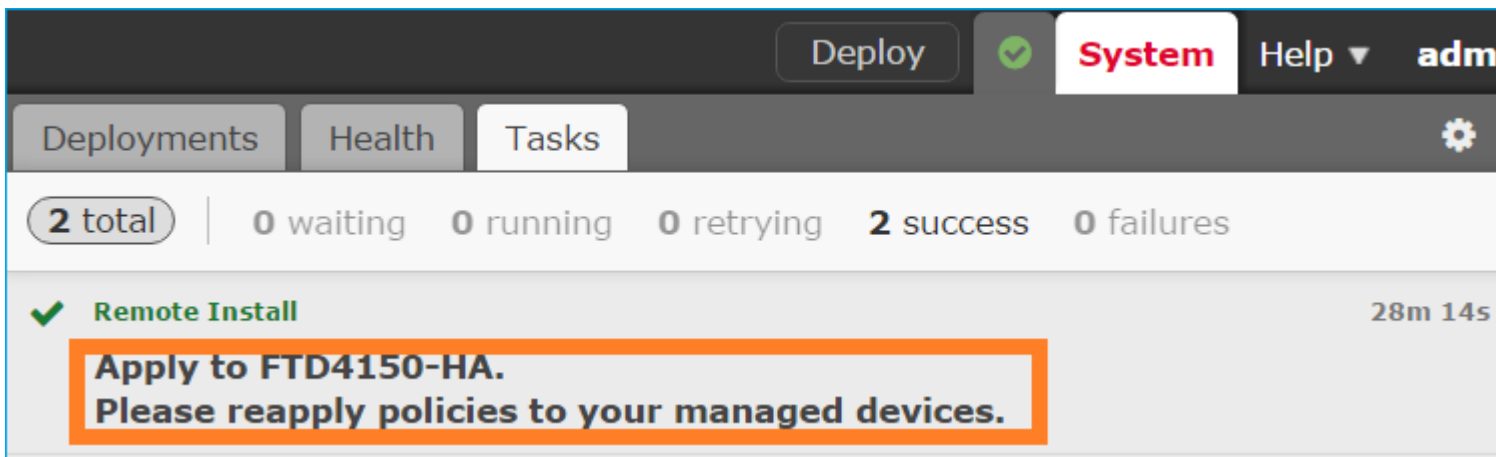 Deploy System Help adm
Deployments Health Tasks
2 total 0 waiting 0 running 0 retrying 2 success 0 failures
Remote Install 28m 14s
Apply to FTD4150-HA.
Please reapply policies to your managed devices.